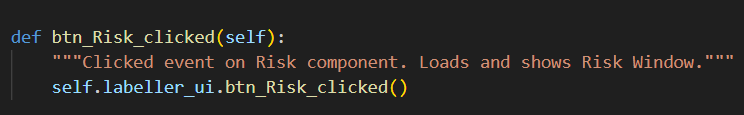 def btn_Risk_clicked(self):
    """Clicked event on Risk component. Loads and shows Risk Window."""
    self.labeller_ui.btn_Risk_clicked()